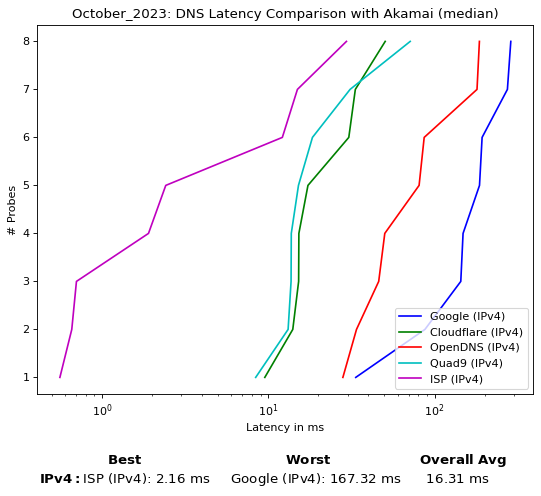 October_2023: DNS Latency Comparison with Akamai (median)
8
7
6
5
4
3
2
1
# Probes
Google (IPv4)
Cloudflare (IPv4)
OpenDNS (IPv4)
Quad9 (IPv4)
ISP (IPv4)
10⁰ 10¹ 10²
Latency in ms
Best Worst Overall Avg
IPv4: ISP (IPv4): 2.16 ms Google (IPv4): 167.32 ms 16.31 ms